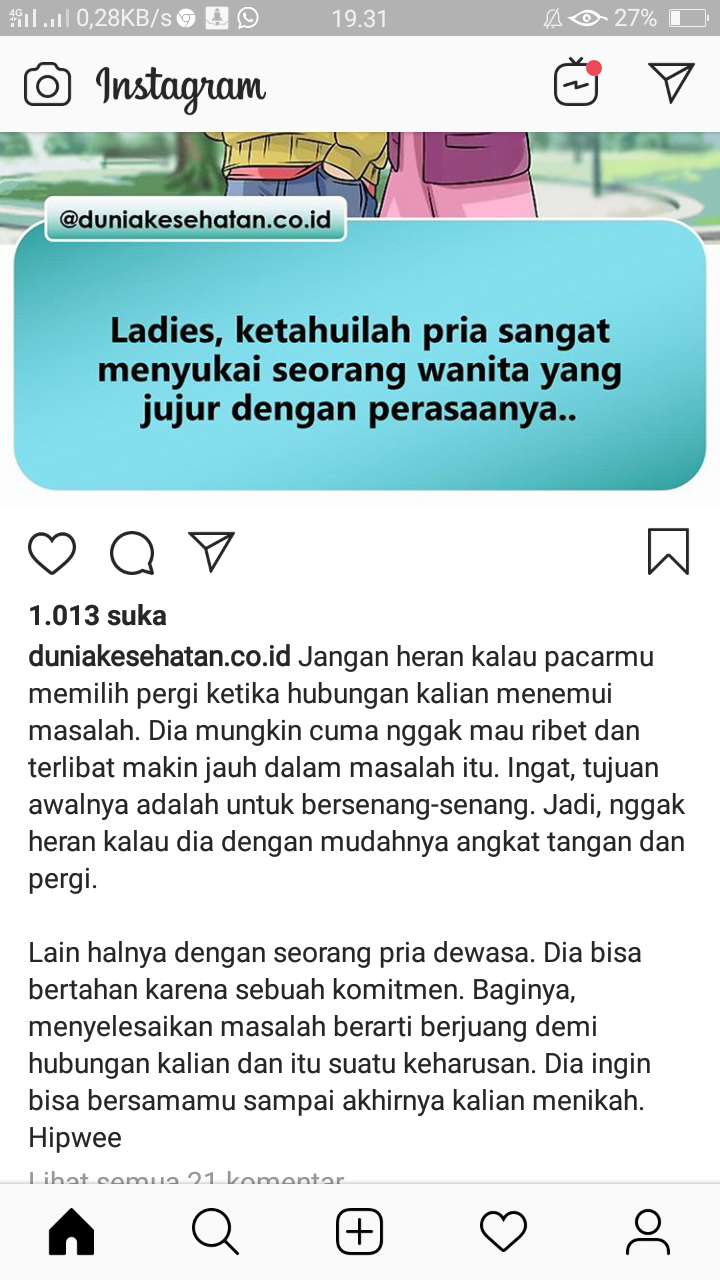 4G 0,28KB/s 19.31 27%
Instagram
@duniakesehatan.co.id
Ladies, ketahuilah pria sangat
menyukai seorang wanita yang
jujur dengan perasaanya..
1.013 suka
duniakesehatan.co.id Jangan heran kalau pacarmu
memilih pergi ketika hubungan kalian menemui
masalah. Dia mungkin cuma nggak mau ribet dan
terlibat makin jauh dalam masalah itu. Ingat, tujuan
awalnya adalah untuk bersenang-senang. Jadi, nggak
heran kalau dia dengan mudahnya angkat tangan dan
pergi.
Lain halnya dengan seorang pria dewasa. Dia bisa
bertahan karena sebuah komitmen. Baginya,
menyelesaikan masalah berarti berjuang demi
hubungan kalian dan itu suatu keharusan. Dia ingin
bisa bersamamu sampai akhirnya kalian menikah.
Hipwee
Lihat semua 21 komentar